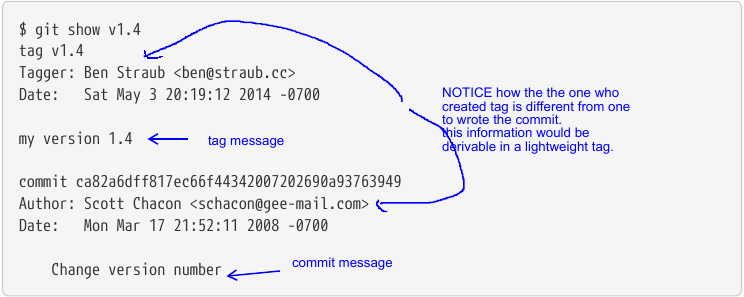 $ git show v1.4
tag v1.4
Tagger: Ben Straub <ben@straub.cc>
Date:   Sat May 3 20:19:12 2014 -0700
NOTICE how the the one who
created tag is different from one
to wrote the commit.
this information would be
derivable in a lightweight tag.
my version 1.4
tag message
commit ca82a6dff817ec66f44342007202690a93763949
Author: Scott Chacon <schacon@gee-mail.com>
Date:   Mon Mar 17 21:52:11 2008 -0700
Change version number
commit message